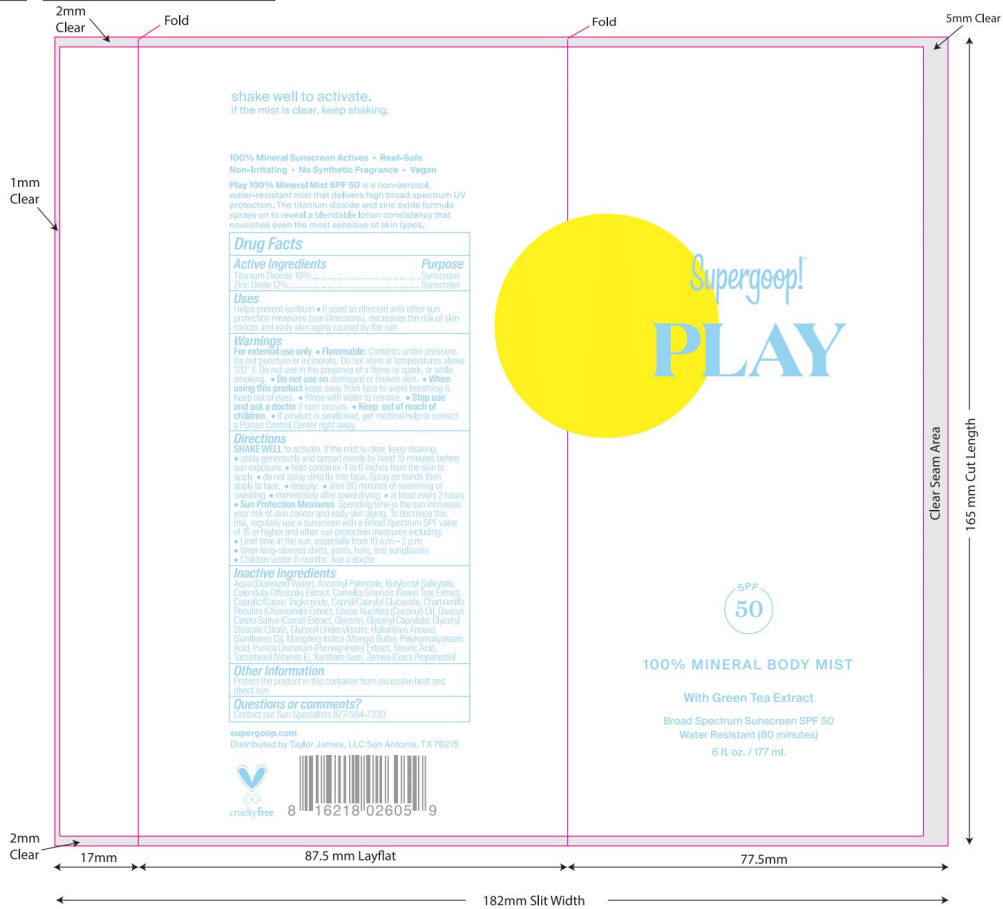 2mm
Clear
Fold
Fold
5mm Clear
1mm
Clear
shake well to activate.
if the mist is clear, keep shaking.
100% Mineral Sunscreen Actives • Reef-Safe
Non-Irritating • No Synthetic Fragrance • Vegan
Play 100% Mineral Mist SPF 50 is a non-aerosol,
water-resistant mist that delivers high broad spectrum UV
protection. The titanium dioxide and zinc oxide formula
sprays on to reveal a blendable lotion consistency that
nourishes even the most sensitive of skin types.
Drug Facts
Active Ingredients Purpose
Titanium Dioxide 10% ........ Sunscreen
Zinc Oxide 12% ........ Sunscreen
Uses
Helps prevent sunburn • If used as directed with other sun
protection measures (see Directions), decreases the risk of skin
cancer and early skin aging caused by the sun
Warnings
For external use only • Flammable: Contents under pressure.
Do not puncture or incinerate. Do not store at temperatures above
120° F. Do not use in the presence of a flame or spark, or while
smoking. • Do not use on damaged or broken skin. • When
using this product keep away from face to avoid breathing it.
Keep out of eyes. • Rinse with water to remove. • Stop use
and ask a doctor if rash occurs. • Keep out of reach of
children. • If product is swallowed, get medical help or contact
a Poison Control Center right away.
Directions
SHAKE WELL to activate. If the mist is clear, keep shaking.
• spray generously and spread evenly by hand 15 minutes before
sun exposure. • hold container 4 to 6 inches from the skin to
apply • do not spray directly into face. Spray on hands then
apply to face. • reapply: • after 80 minutes of swimming or
sweating • immediately after towel drying • at least every 2 hours
• Sun Protection Measures. Spending time in the sun increases
your risk of skin cancer and early skin aging. To decrease this
risk, regularly use a sunscreen with a Broad Spectrum SPF value
of 15 or higher and other sun protection measures including:
• Limit time in the sun, especially from 10 a.m.–2 p.m.
• Wear long-sleeved shirts, pants, hats, and sunglasses
• Children under 6 months: Ask a doctor
Inactive Ingredients
Aqua (Deionized Water), Ascorbyl Palmitate, Butyloctyl Salicylate,
Calendula Officinalis Extract, Camellia Sinensis (Green Tea) Extract,
Caprylic/Capric Triglyceride, Capryl/Caprylyl Glucoside, Chamomilla
Recutita (Chamomile) Extract, Cocos Nucifera (Coconut) Oil, Daucus
Carota Sativa (Carrot) Extract, Glycerin, Glyceryl Caprylate, Glyceryl
Stearate Citrate, Glyceryl Undecylenate, Helianthus Annuus
(Sunflower) Oil, Mangifera Indica (Mango) Butter, Polyhydroxystearic
Acid, Punica Granatum (Pomegranate) Extract, Stearic Acid,
Tocopherol (Vitamin E), Xantham Gum, Zemea (Corn) Propanediol
Other Information
Protect the product in this container from excessive heat and
direct sun
Questions or comments?
Contact our Sun Specialists 877-564-7330
supergoop.com
Distributed by Taylor James, LLC San Antonio, TX 78215
crueltyfree
8 16218 02605 9
Supergoop!
PLAY
SPF
50
100% MINERAL BODY MIST
With Green Tea Extract
Broad Spectrum Sunscreen SPF 50
Water Resistant (80 minutes)
6 fl. oz. / 177 ml.
Clear Seam Area
165 mm Cut Length
2mm
Clear
17mm
87.5 mm Layflat
77.5mm
182mm Slit Width